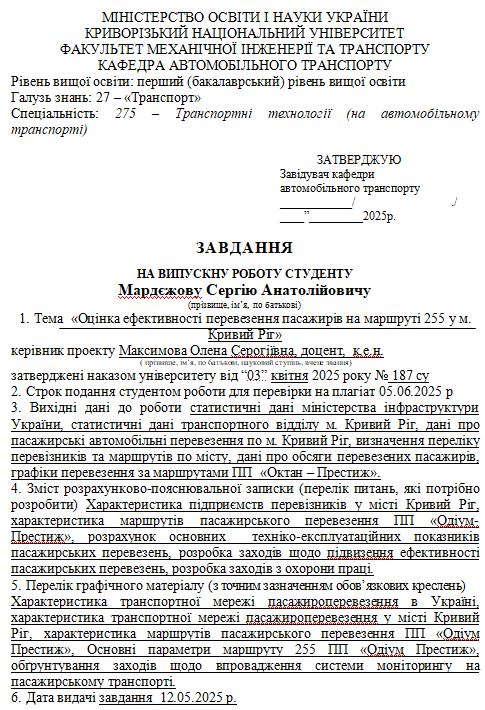 МІНІСТЕРСТВО ОСВІТИ І НАУКИ УКРАЇНИ
КРИВОРІЗЬКИЙ НАЦІОНАЛЬНИЙ УНІВЕРСИТЕТ
ФАКУЛЬТЕТ МЕХАНІЧНОЇ ІНЖЕНЕРІЇ ТА ТРАНСПОРТУ
КАФЕДРА АВТОМОБІЛЬНОГО ТРАНСПОРТУ
Рівень вищої освіти: перший (бакалаврський) рівень вищої освіти
Галузь знань: 27 – «Транспорт»
Спеціальність: 275 – Транспортні технології (на автомобільному
транспорті)
ЗАТВЕРДЖУЮ
Завідувач кафедри
автомобільного транспорту
____________/ ./
____”_________2025р.
ЗАВДАННЯ
НА ВИПУСКНУ РОБОТУ СТУДЕНТУ
Мардєжову Сергію Анатолійовичу
(прізвище, ім’я, по батькові)
1. Тема «Оцінка ефективності перевезення пасажирів на маршруті 255 у м.
Кривий Ріг»
керівник проекту Максимова Олена Серогіївна, доцент, к.е.н.
( прізвище, ім’я, по батькові, науковий ступінь, вчене звання)
затверджені наказом університету від “03” квітня 2025 року № 187 су
2. Строк подання студентом роботи для перевірки на плагіат 05.06.2025 р
3. Вихідні дані до роботи статистичні дані міністерства інфраструктури
України, статистичні дані транспортного відділу м. Кривий Ріг, дані про
пасажирські автомобільні перевезення по м. Кривий Ріг, визначення переліку
перевізників та маршрутів по місту, дані про обсяги перевезених пасажирів,
графіки перевезення за маршрутами ПП «Октан – Престиж».
4. Зміст розрахунково-пояснювальної записки (перелік питань, які потрібно
розробити) Характеристика підприємств перевізників у місті Кривий Ріг,
характеристика маршрутів пасажирського перевезення ПП «Одіум-
Престиж», розрахунок основних техніко-експлуатаційних показників
пасажирських перевезень, розробка заходів щодо підвизення ефективності
пасажирських перевезень, розробка заходів з охорони праці.
5. Перелік графічного матеріалу (з точним зазначенням обов’язкових креслень)
Характеристика транспортної мережі пасажироперевезення в Україні,
характеристика транспортної мережі пасажироперевезення у місті Кривий
Ріг, характеристика маршрутів пасажирського перевезення ПП «Одіум
Престиж», Основні параметри маршруту 255 ПП «Одіум Престиж»,
обґрунтування заходів щодо впровадження системи моніторингу на
пасажирському транспорті.
6. Дата видачі завдання 12.05.2025 р.